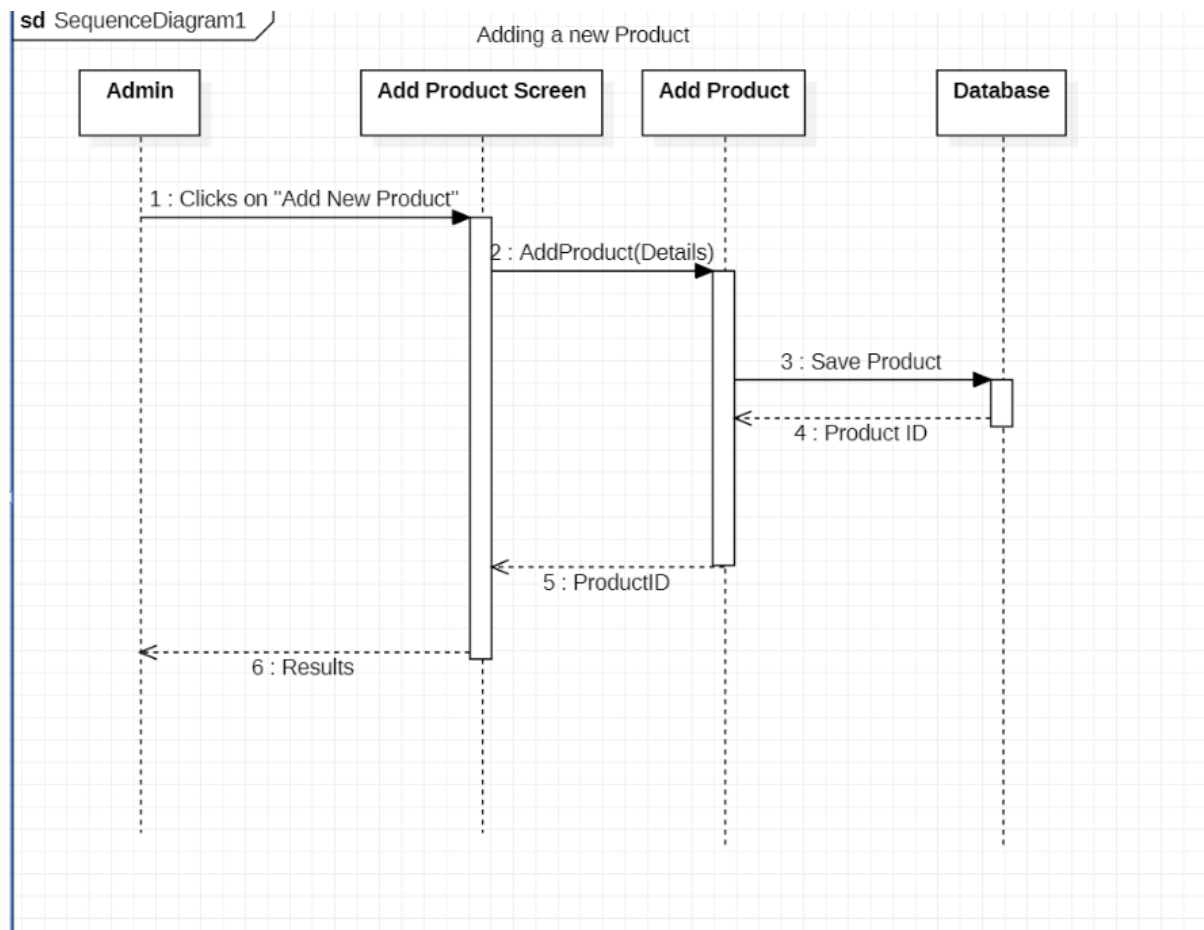 sd SequenceDiagram1
Adding a new Product
Admin
Add Product Screen
Add Product
Database
1 : Clicks on "Add New Product"
2 : AddProduct(Details)
3 : Save Product
4 : Product ID
5 : ProductID
6 : Results